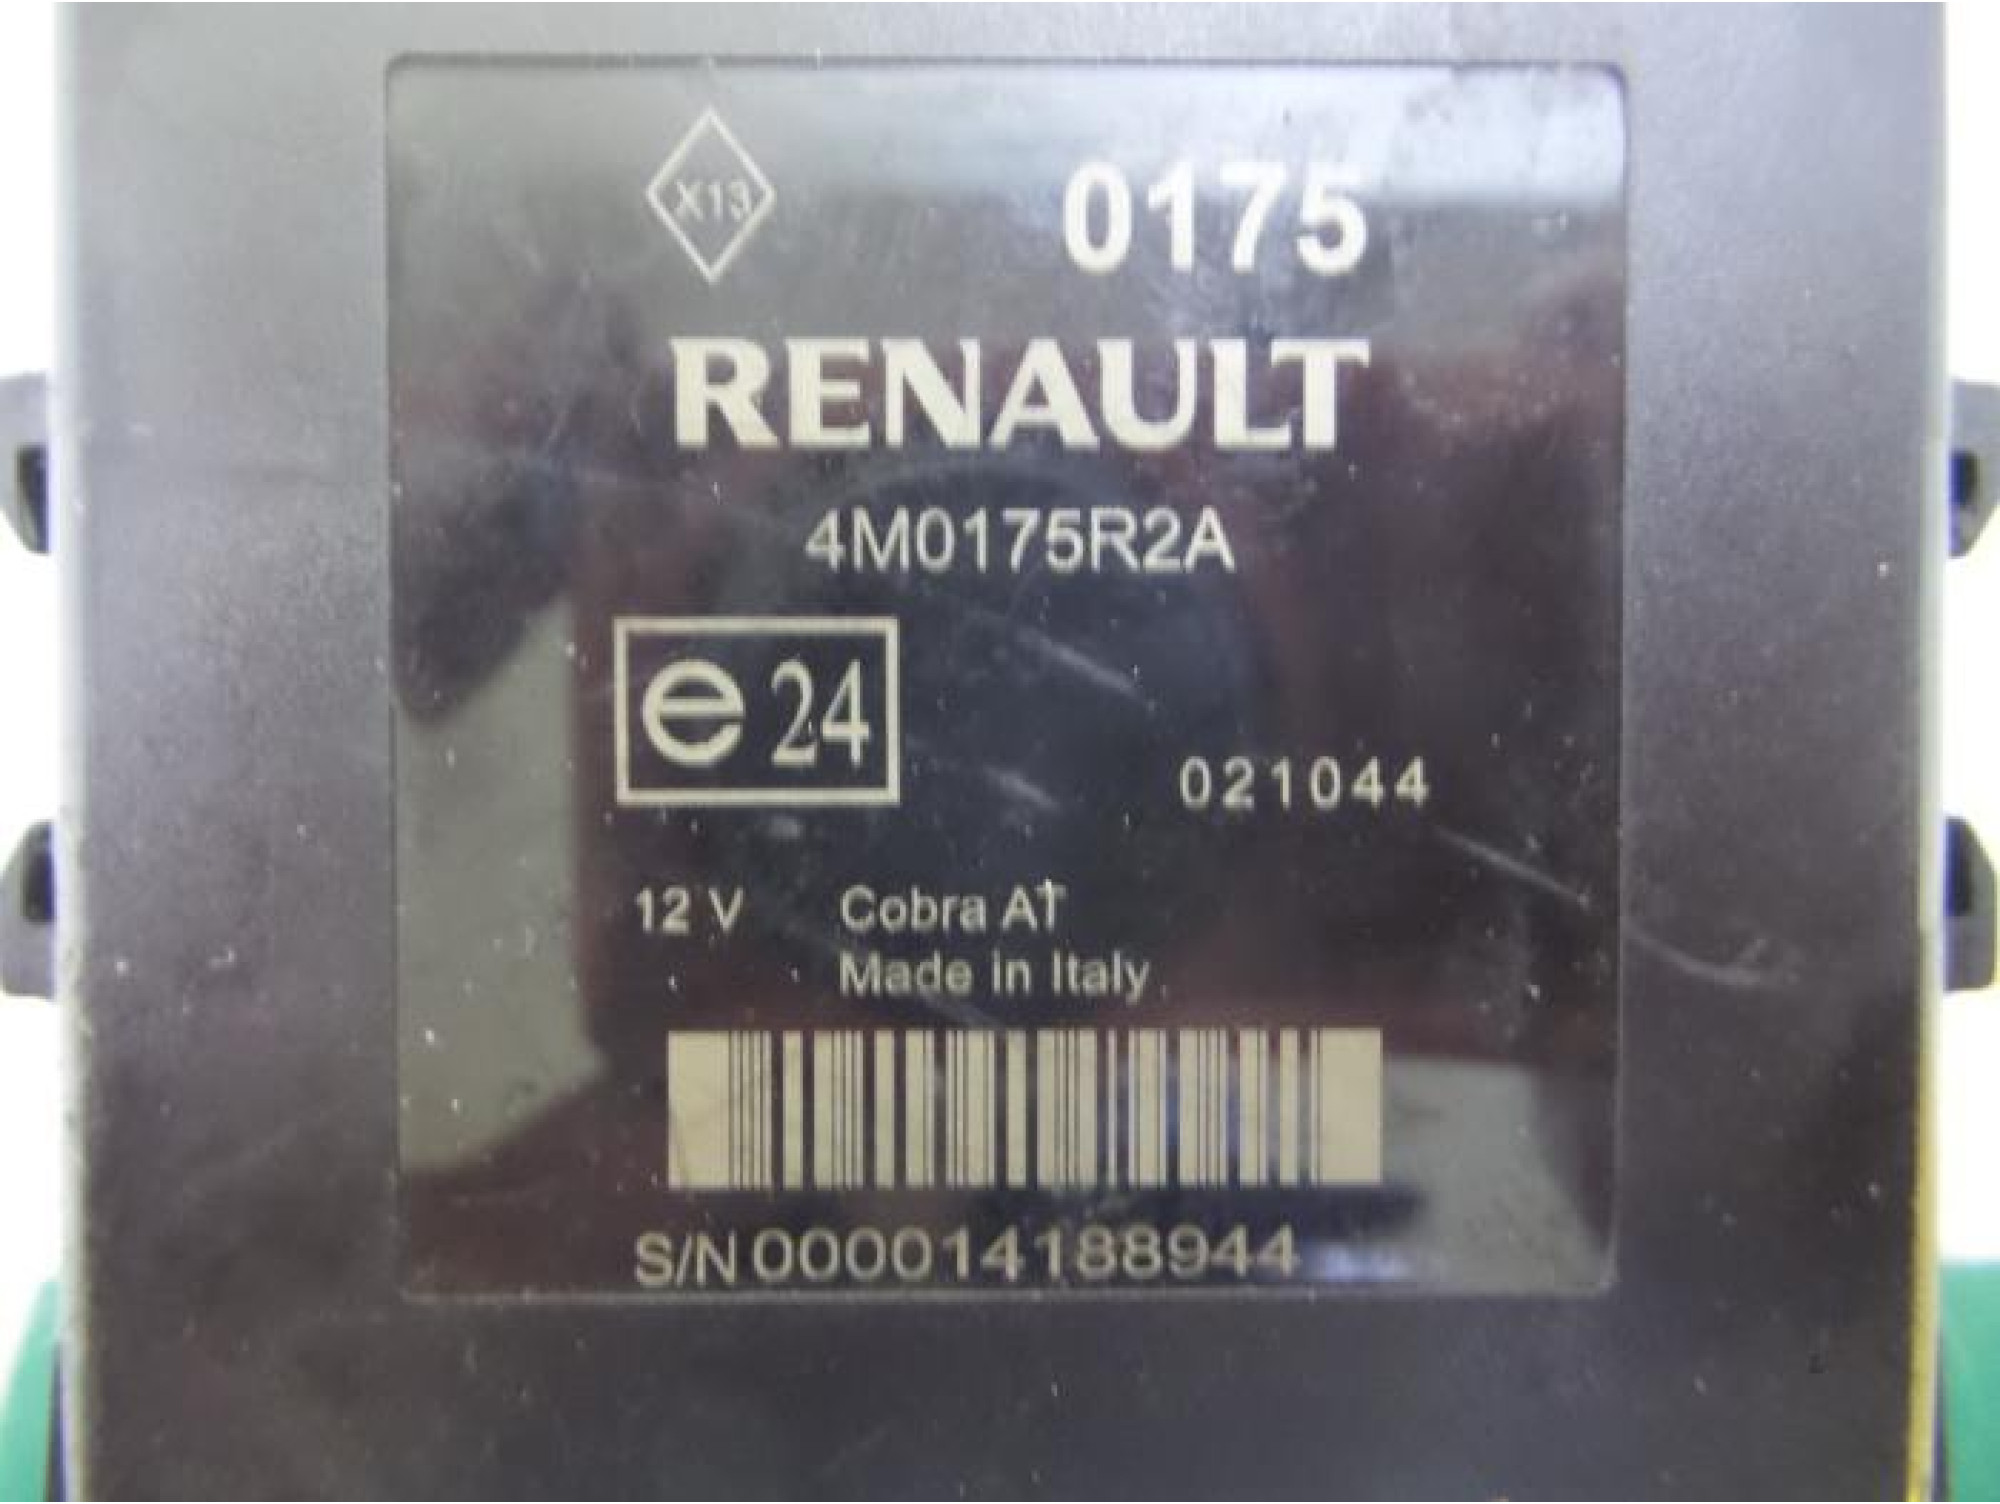 X13 0175
RENAULT
4M0175R2A
e 24
021044
12 V Cobra AT
Made in Italy
S/N 000014188944